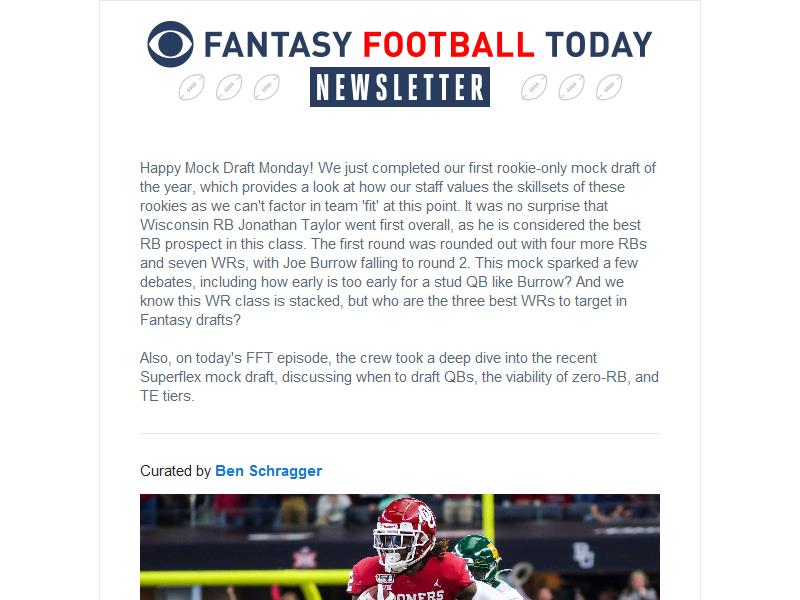 FANTASY FOOTBALL TODAY
NEWSLETTER
Happy Mock Draft Monday! We just completed our first rookie-only mock draft of
the year, which provides a look at how our staff values the skillsets of these
rookies as we can't factor in team 'fit' at this point. It was no surprise that
Wisconsin RB Jonathan Taylor went first overall, as he is considered the best
RB prospect in this class. The first round was rounded out with four more RBs
and seven WRs, with Joe Burrow falling to round 2. This mock sparked a few
debates, including how early is too early for a stud QB like Burrow? And we
know this WR class is stacked, but who are the three best WRs to target in
Fantasy drafts?
Also, on today's FFT episode, the crew took a deep dive into the recent
Superflex mock draft, discussing when to draft QBs, the viability of zero-RB, and
TE tiers.
Curated by Ben Schragger